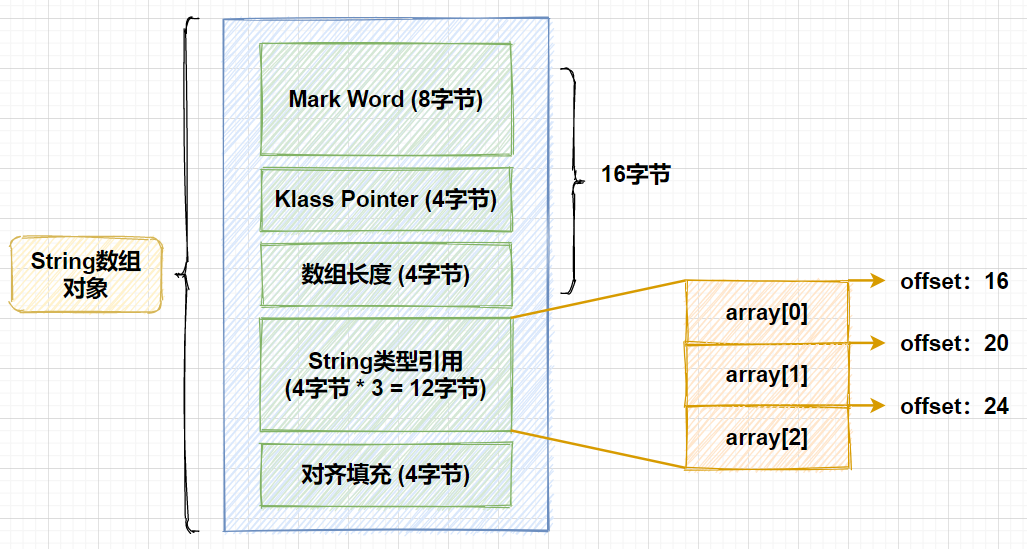 Mark Word (8字节)
Klass Pointer (4字节)
数组长度 (4字节)
String类型引用
(4字节 * 3 = 12字节)
对齐填充 (4字节)
String数组
对象
16字节
array[0]
array[1]
array[2]
offset：16
offset：20
offset：24